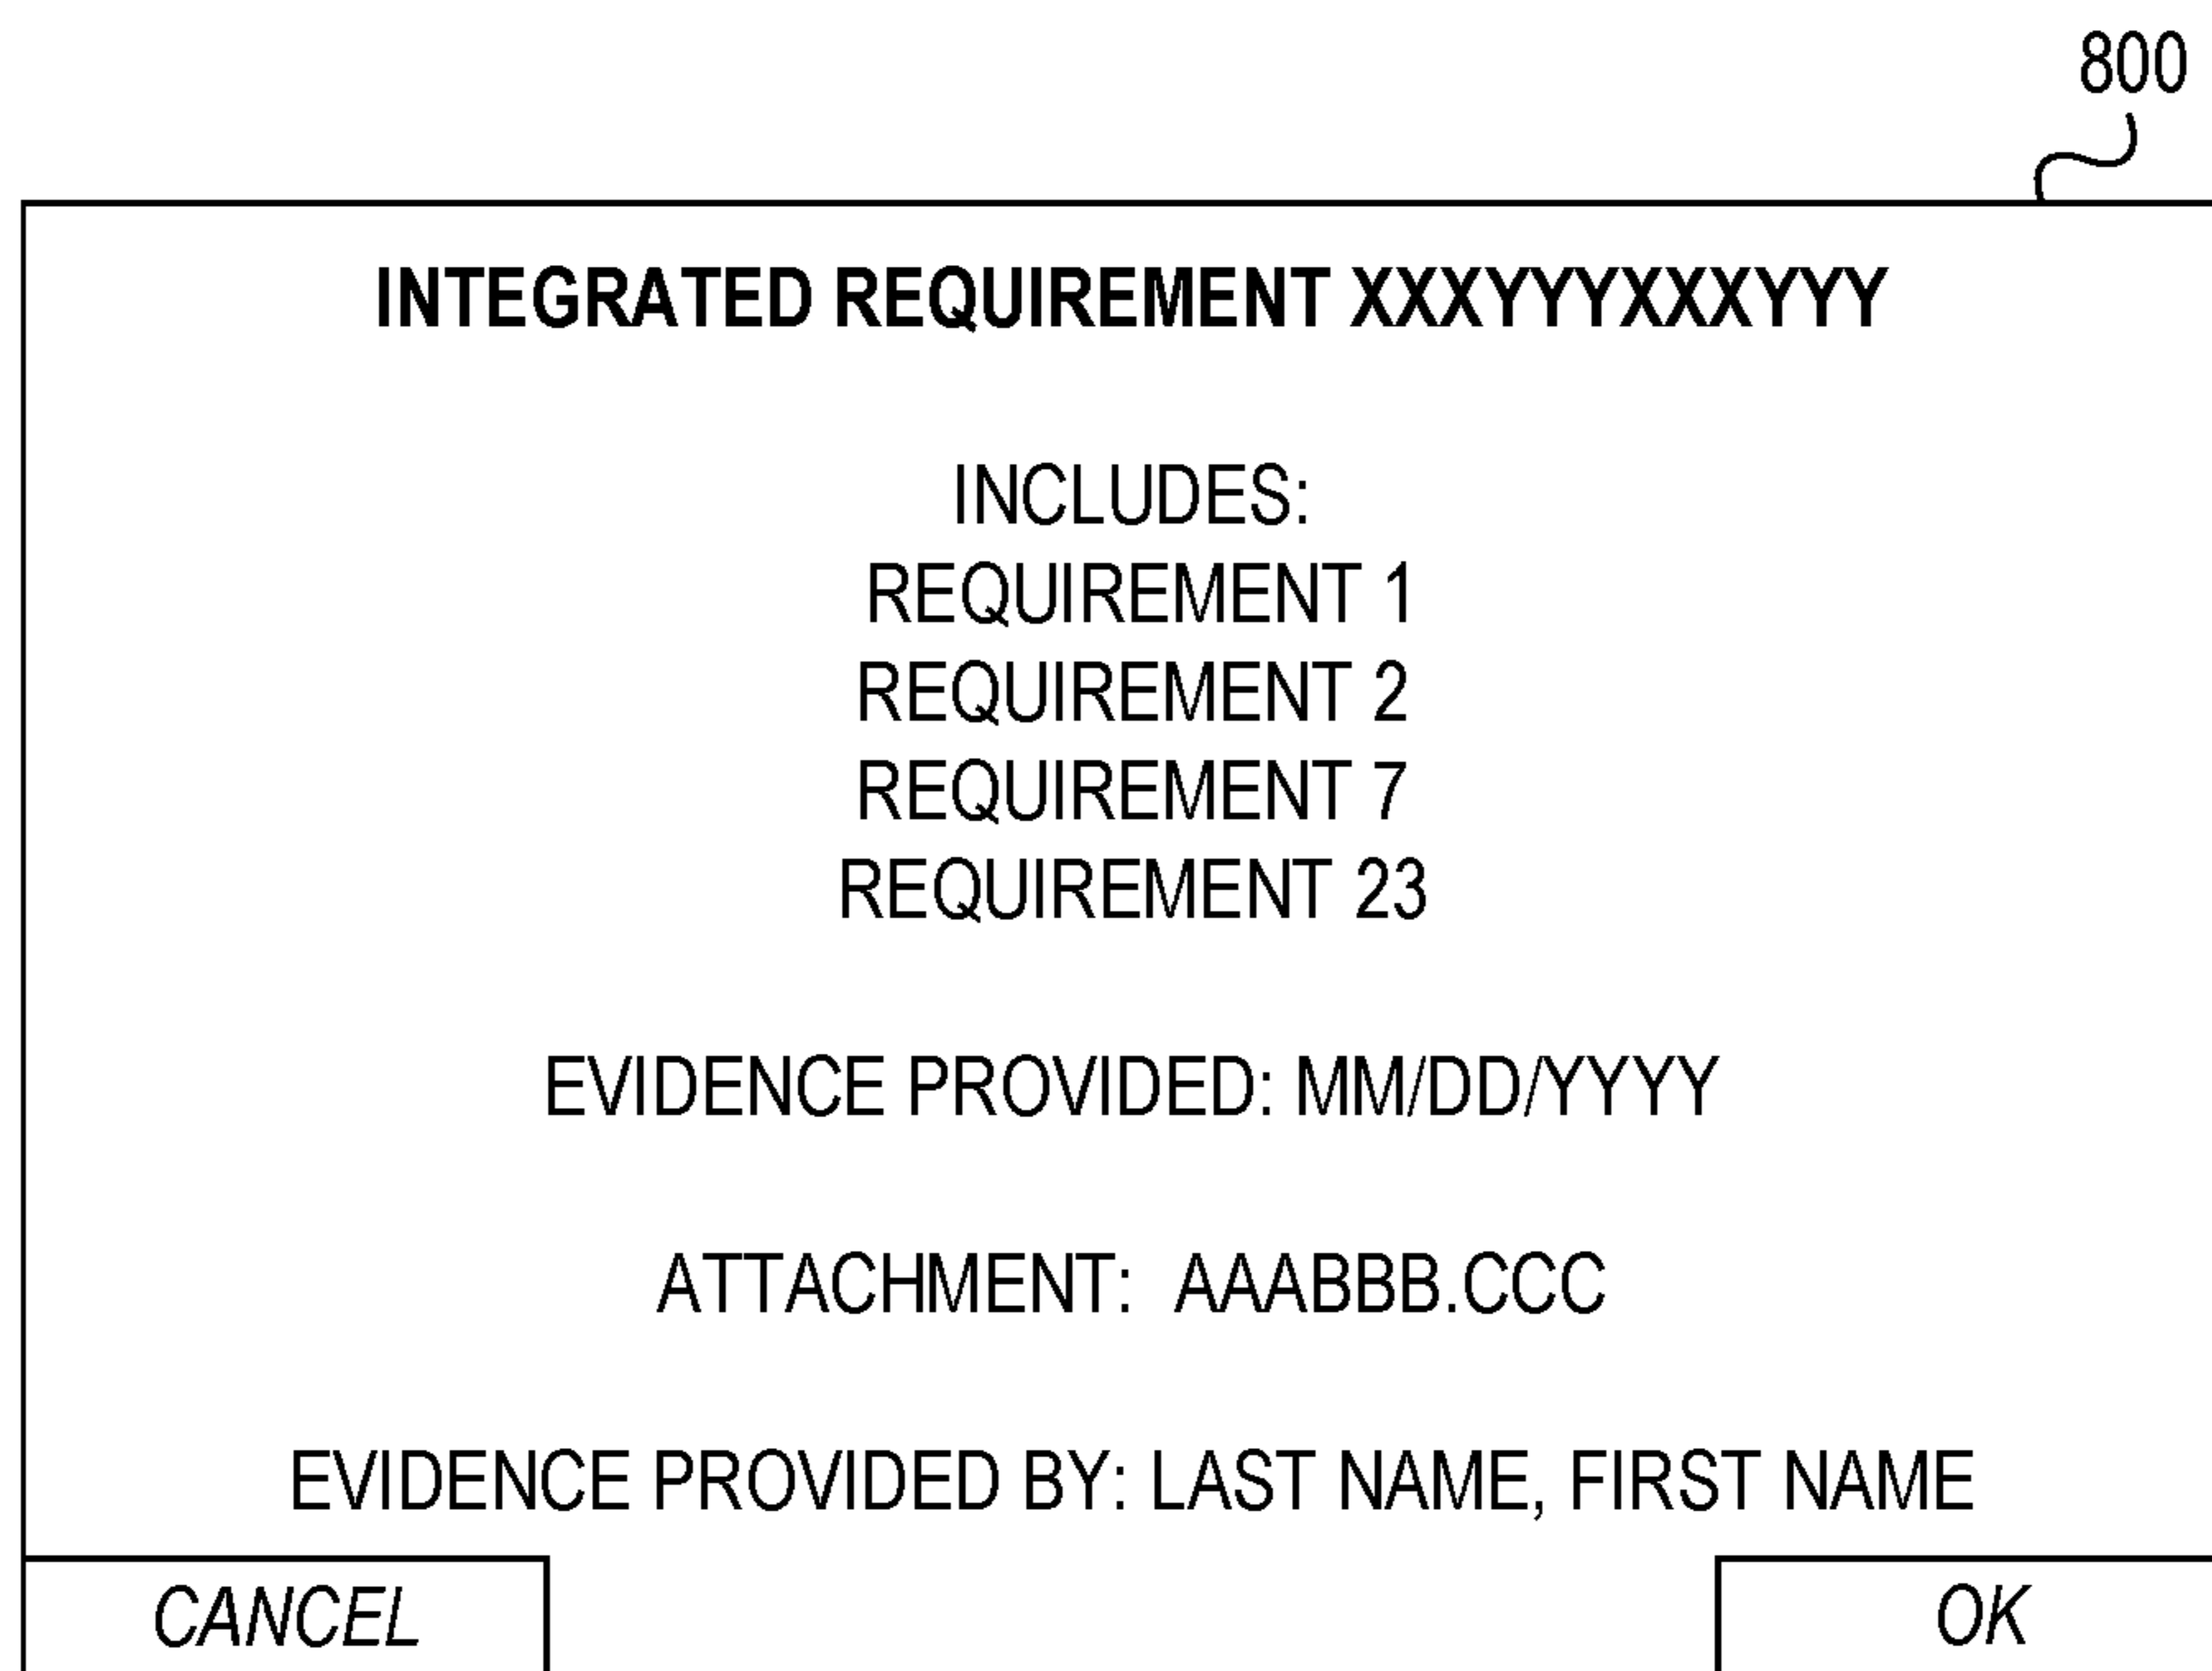 800
INTEGRATED REQUIREMENT XXXYYYXXXYYY
INCLUDES:
REQUIREMENT 1
REQUIREMENT 2
REQUIREMENT 7
REQUIREMENT 23
EVIDENCE PROVIDED: MM/DD/YYYY
ATTACHMENT: AAABBB.CCC
EVIDENCE PROVIDED BY: LAST NAME, FIRST NAME
CANCEL
OK